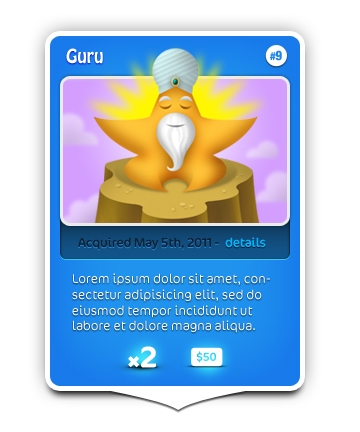 Guru #9
Acquired May 5th, 2011 - details
Lorem ipsum dolor sit amet, con-
sectetur adipisicing elit, sed do
eiusmod tempor incididunt ut
labore et dolore magna aliqua.
x2 $50